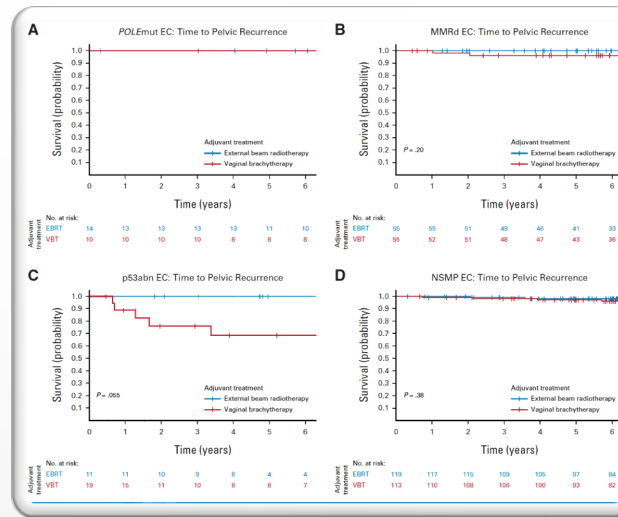 A
POLEmut EC: Time to Pelvic Recurrence
1.0
0.9
0.8
0.7
0.6
0.5
0.4
0.3
0.2
0.1
Survival (probability)
Adjuvant treatment
External beam radiotherapy
Vaginal brachytherapy
0 1 2 3 4 5 6
Time (years)
Adjuvant treatment
No. at risk:
EBRT 14 13 13 13 13 11 10
VBT 10 10 10 10 8 8 8
B
MMRd EC: Time to Pelvic Recurrence
1.0
0.9
0.8
0.7
0.6
0.5
0.4
0.3
0.2
0.1
Survival (probability)
P = .20
Adjuvant treatment
External beam radiotherapy
Vaginal brachytherapy
0 1 2 3 4 5 6
Time (years)
Adjuvant treatment
No. at risk:
EBRT 55 51 49 46 41 33
VBT 52 51 48 47 43 36
C
p53abn EC: Time to Pelvic Recurrence
1.0
0.9
0.8
0.7
0.6
0.5
0.4
0.3
0.2
0.1
Survival (probability)
P = .055
Adjuvant treatment
External beam radiotherapy
Vaginal brachytherapy
0 1 2 3 4 5 6
Time (years)
Adjuvant treatment
No. at risk:
EBRT 11 11 10 9 8 4 4
VBT 19 15 11 10 8 8 7
D
NSMP EC: Time to Pelvic Recurrence
1.0
0.9
0.8
0.7
0.6
0.5
0.4
0.3
0.2
0.1
Survival (probability)
P = .38
Adjuvant treatment
External beam radiotherapy
Vaginal brachytherapy
0 1 2 3 4 5 6
Time (years)
Adjuvant treatment
No. at risk:
EBRT 119 117 115 109 105 97 84
VBT 113 110 108 106 100 93 82